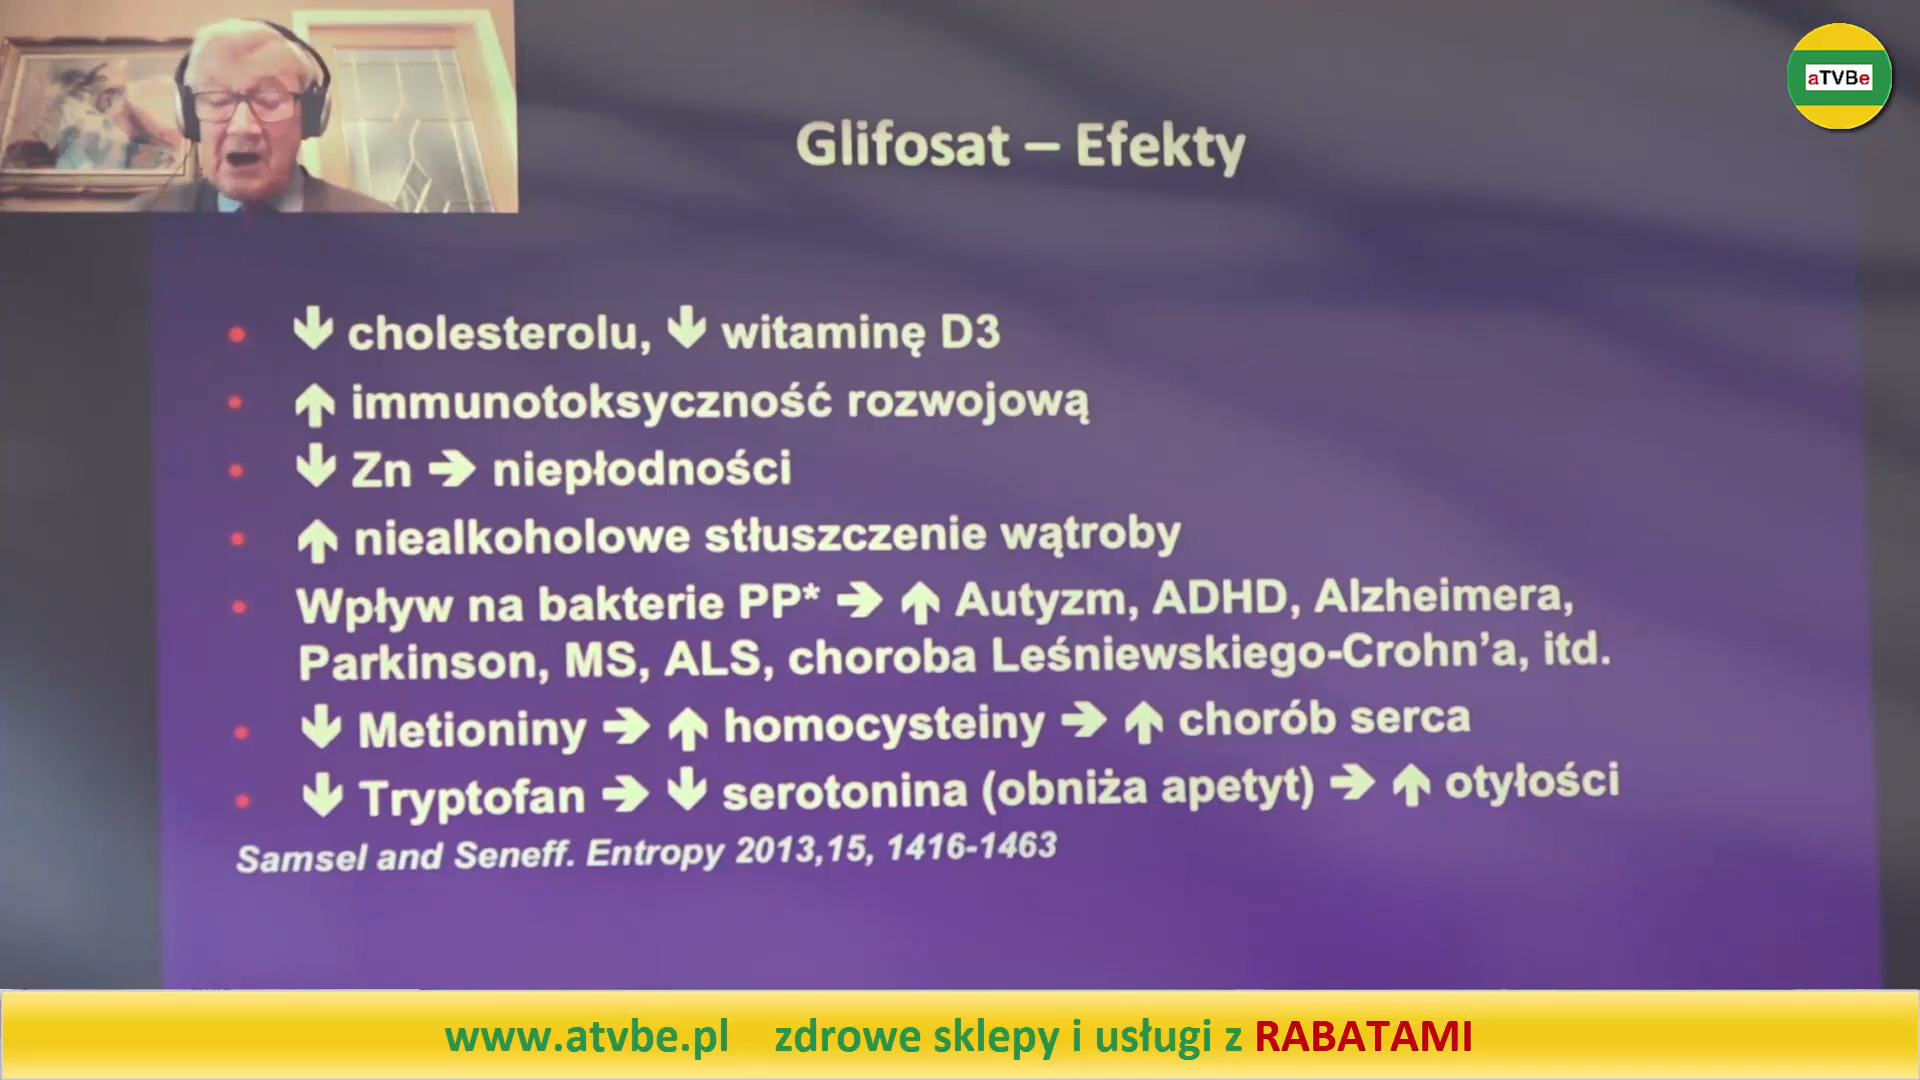 aTVBe
Glifosat – Efekty
• ↓ cholesterolu, ↓ witaminę D3
• ↑ immunotoksyczność rozwojową
• ↓ Zn → niepłodności
• ↑ niealkoholowe stłuszczenie wątroby
• Wpływ na bakterie PP* → ↑ Autyzm, ADHD, Alzheimera,
Parkinson, MS, ALS, choroba Leśniewskiego-Crohn’a, itd.
• ↓ Metioniny → ↑ homocysteiny → ↑ chorób serca
• ↓ Tryptofan → ↓ serotonina (obniża apetyt) → ↑ otyłości
Samsel and Seneff. Entropy 2013,15, 1416-1463
www.atvbe.pl zdrowe sklepy i usługi z RABATAMI